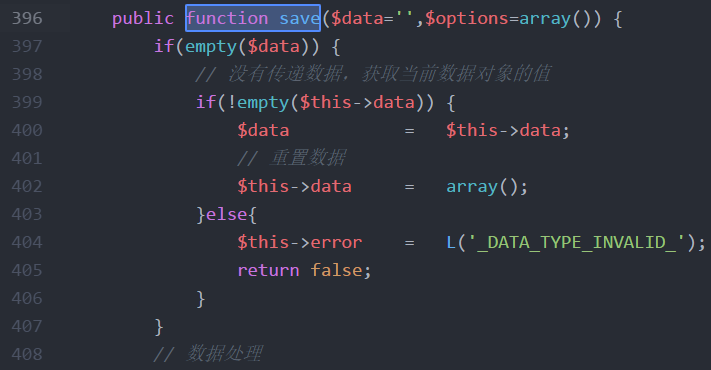 396 public function save($data='',$options=array()) {
397 if(empty($data)) {
398 // 没有传递数据，获取当前数据对象的值
399 if(!empty($this->data)) {
400 $data = $this->data;
401 // 重置数据
402 $this->data = array();
403 }else{
404 $this->error = L('_DATA_TYPE_INVALID_');
405 return false;
406 }
407 }
408 // 数据处理